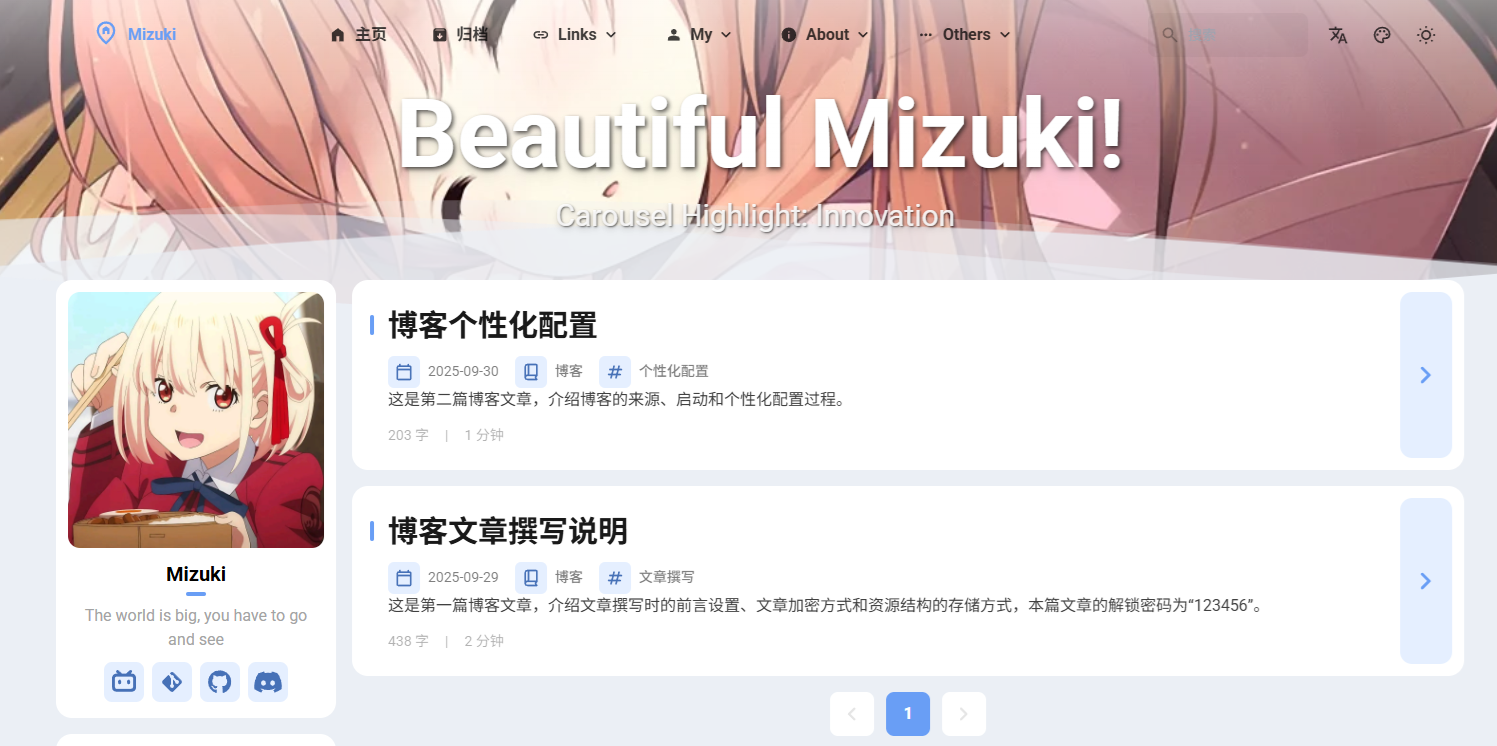 Mizuki 主页 归档 Links My About Others
Beautiful Mizuki!
Carousel Highlight: Innovation
Mizuki
The world is big, you have to go
and see
博客个性化配置
2025-09-30 博客 个性化配置
这是第二篇博客文章，介绍博客的来源、启动和个性化配置过程。
203 字 | 1 分钟
博客文章撰写说明
2025-09-29 博客 文章撰写
这是第一篇博客文章，介绍文章撰写时的前言设置、文章加密方式和资源结构的存储方式，本篇文章的解锁密码为“123456”。
438 字 | 2 分钟
1